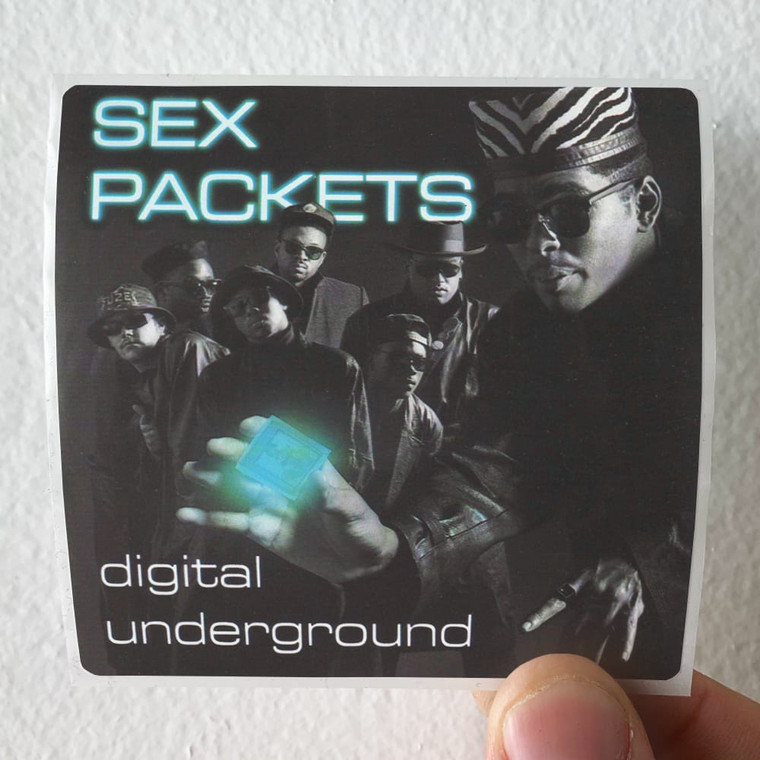 SEX
PACKETS
digital
underground